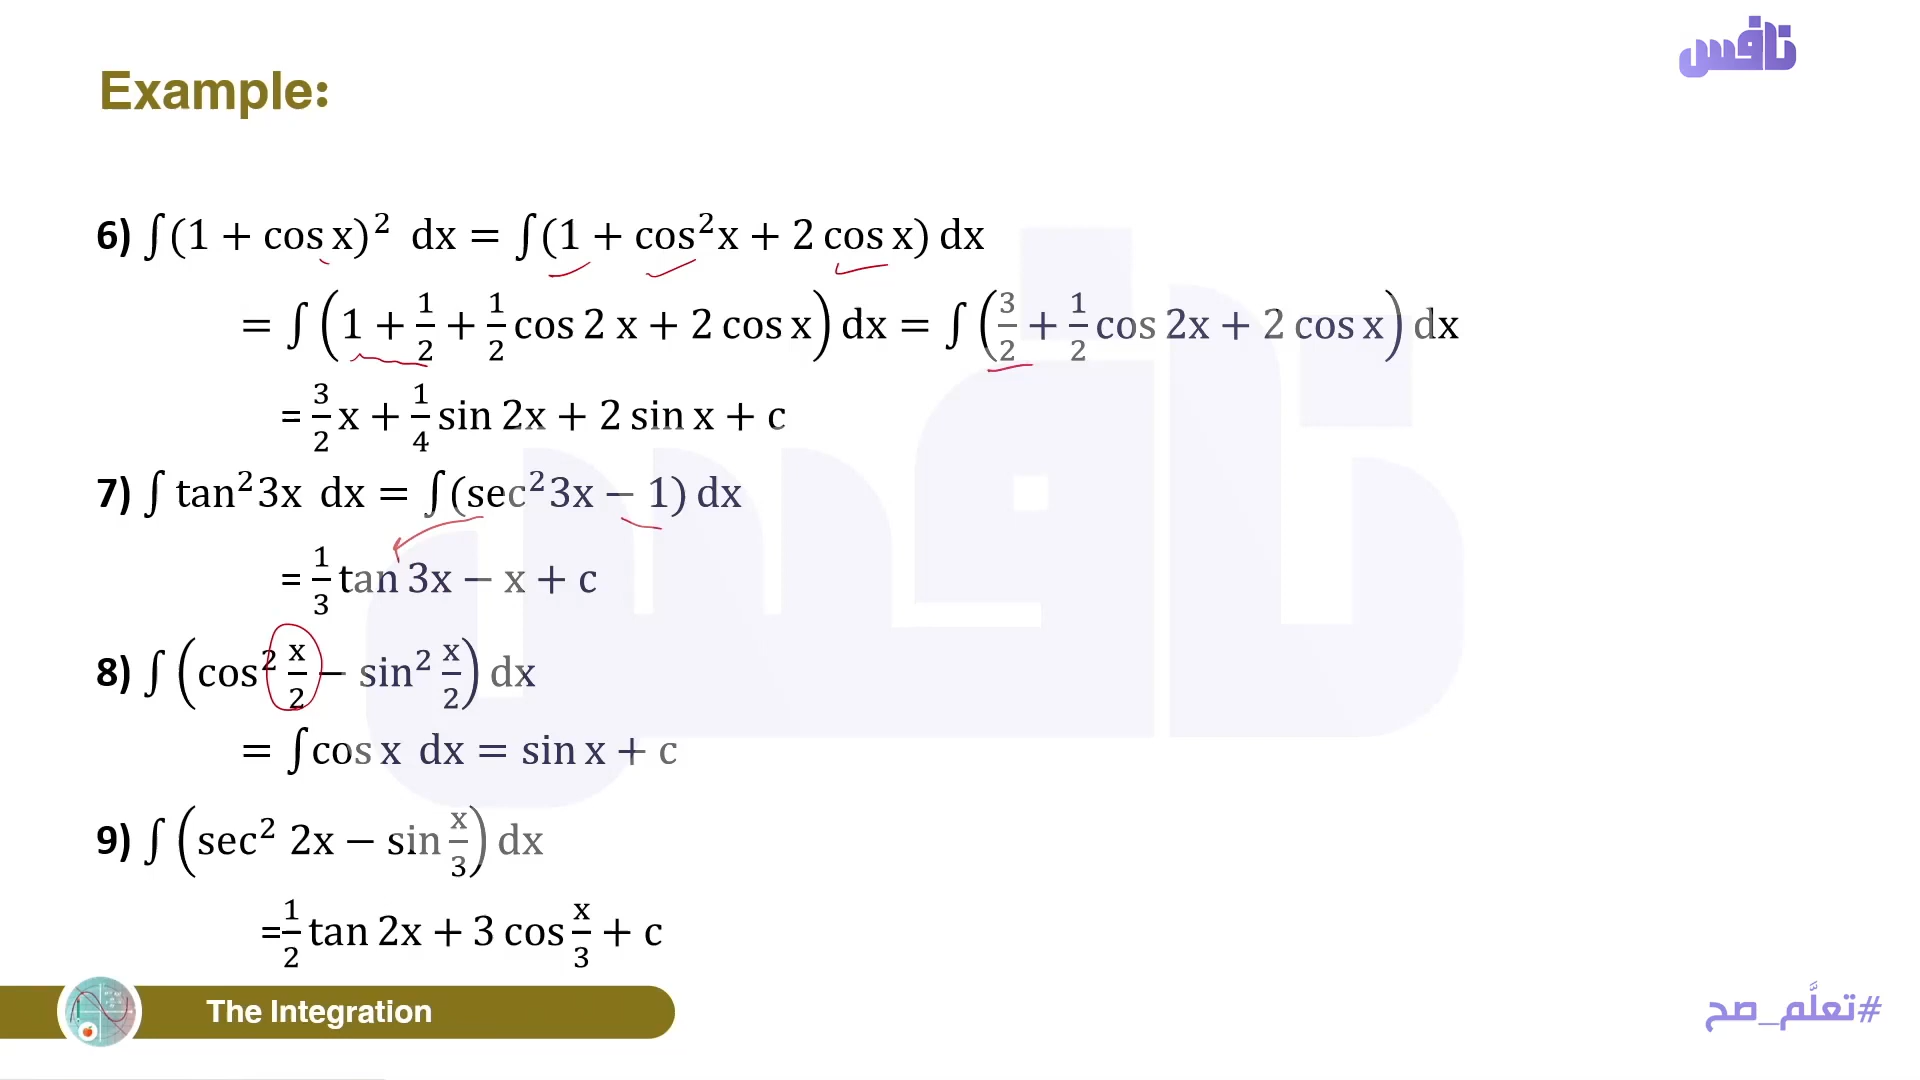 نافس
Example:
6) ∫(1 + cos x)² dx = ∫(1 + cos²x + 2 cos x) dx
= ∫(1 + 1/2 + 1/2 cos 2 x + 2 cos x) dx = ∫(3/2 + 1/2 cos 2x + 2 cos x) dx
= 3/2 x + 1/4 sin 2x + 2 sin x + c
7) ∫ tan²3x dx = ∫(sec²3x − 1) dx
= 1/3 tan 3x − x + c
8) ∫(cos² x/2 − sin² x/2) dx
= ∫cos x dx = sin x + c
9) ∫(sec² 2x − sin x/3) dx
=1/2 tan 2x + 3 cos x/3 + c
The Integration
#تعلَّم_صح